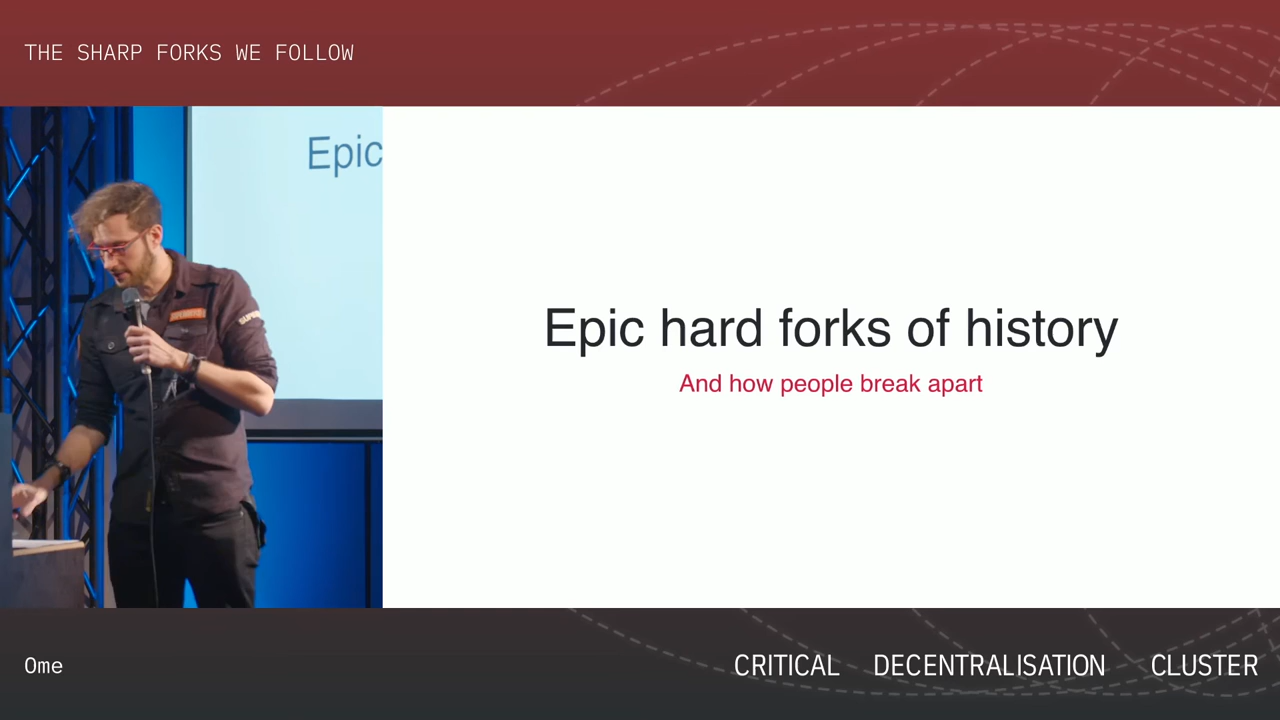 THE SHARP FORKS WE FOLLOW
Epic
Epic hard forks of history
And how people break apart
Ome
CRITICAL DECENTRALISATION CLUSTER